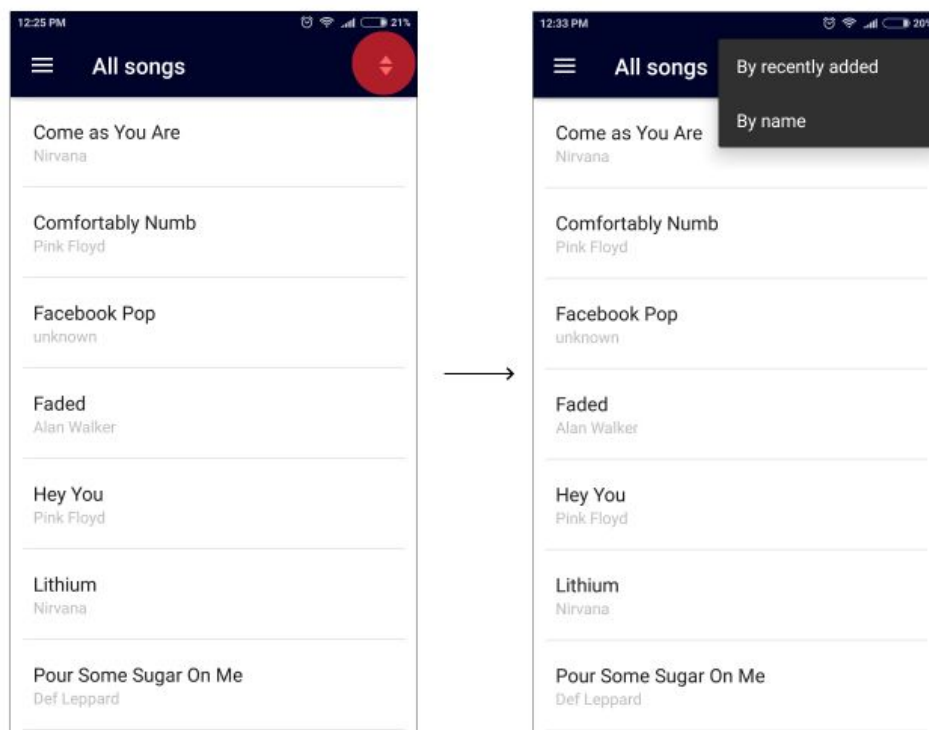 12:25 PM 21%
All songs
Come as You Are
Nirvana
Comfortably Numb
Pink Floyd
Facebook Pop
unknown
Faded
Alan Walker
Hey You
Pink Floyd
Lithium
Nirvana
Pour Some Sugar On Me
Def Leppard
12:33 PM 20%
All songs
By recently added
By name
Come as You Are
Nirvana
Comfortably Numb
Pink Floyd
Facebook Pop
unknown
Faded
Alan Walker
Hey You
Pink Floyd
Lithium
Nirvana
Pour Some Sugar On Me
Def Leppard